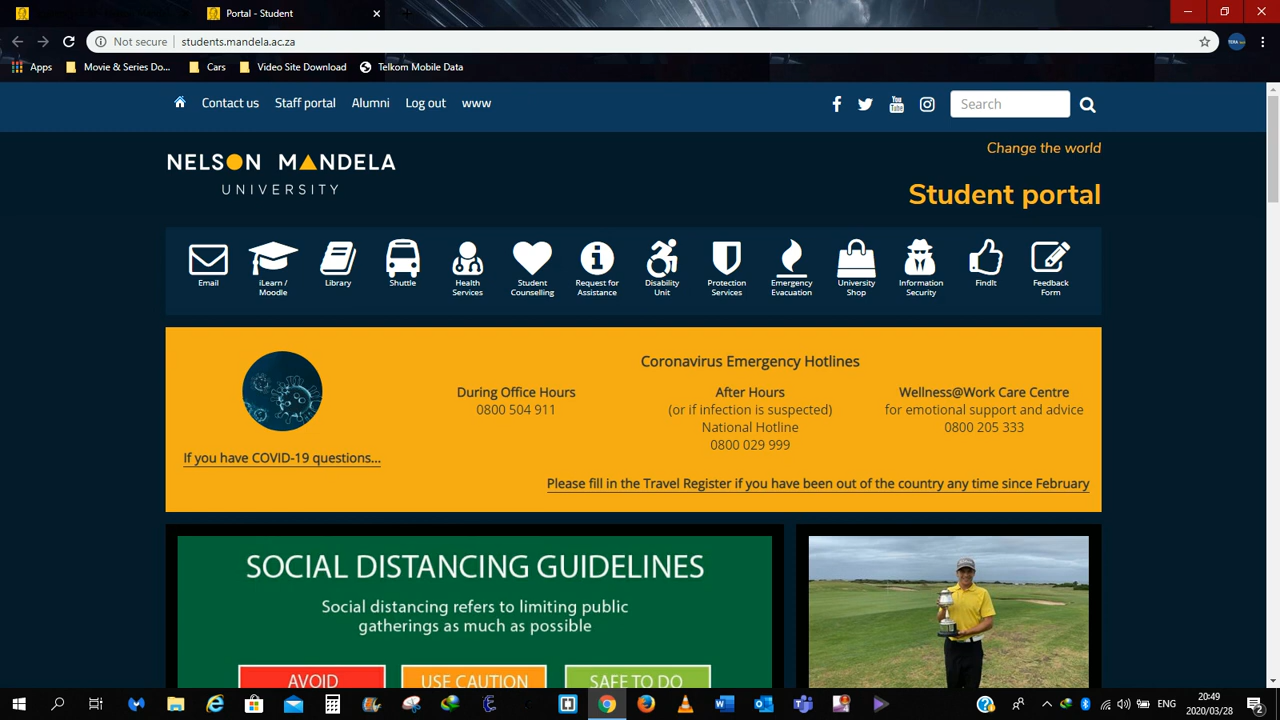 Portal - Student
Not secure | students.mandela.ac.za
Apps Movie & Series Do... Cars Video Site Download Telkom Mobile Data
Contact us Staff portal Alumni Log out www
Search
Change the world
NELSON MANDELA
UNIVERSITY
Student portal
Email
iLearn /
Moodle
Library
Shuttle
Health
Services
Student
Counselling
Request for
Assistance
Disability
Unit
Protection
Services
Emergency
Evacuation
University
Shop
Information
Security
FindIt
Feedback
Form
Coronavirus Emergency Hotlines
During Office Hours
0800 504 911
After Hours
(or if infection is suspected)
National Hotline
0800 029 999
Wellness@Work Care Centre
for emotional support and advice
0800 205 333
If you have COVID-19 questions...
Please fill in the Travel Register if you have been out of the country any time since February
SOCIAL DISTANCING GUIDELINES
Social distancing refers to limiting public
gatherings as much as possible
AVOID USE CAUTION SAFE TO DO
ENG
20:49
2020/03/28